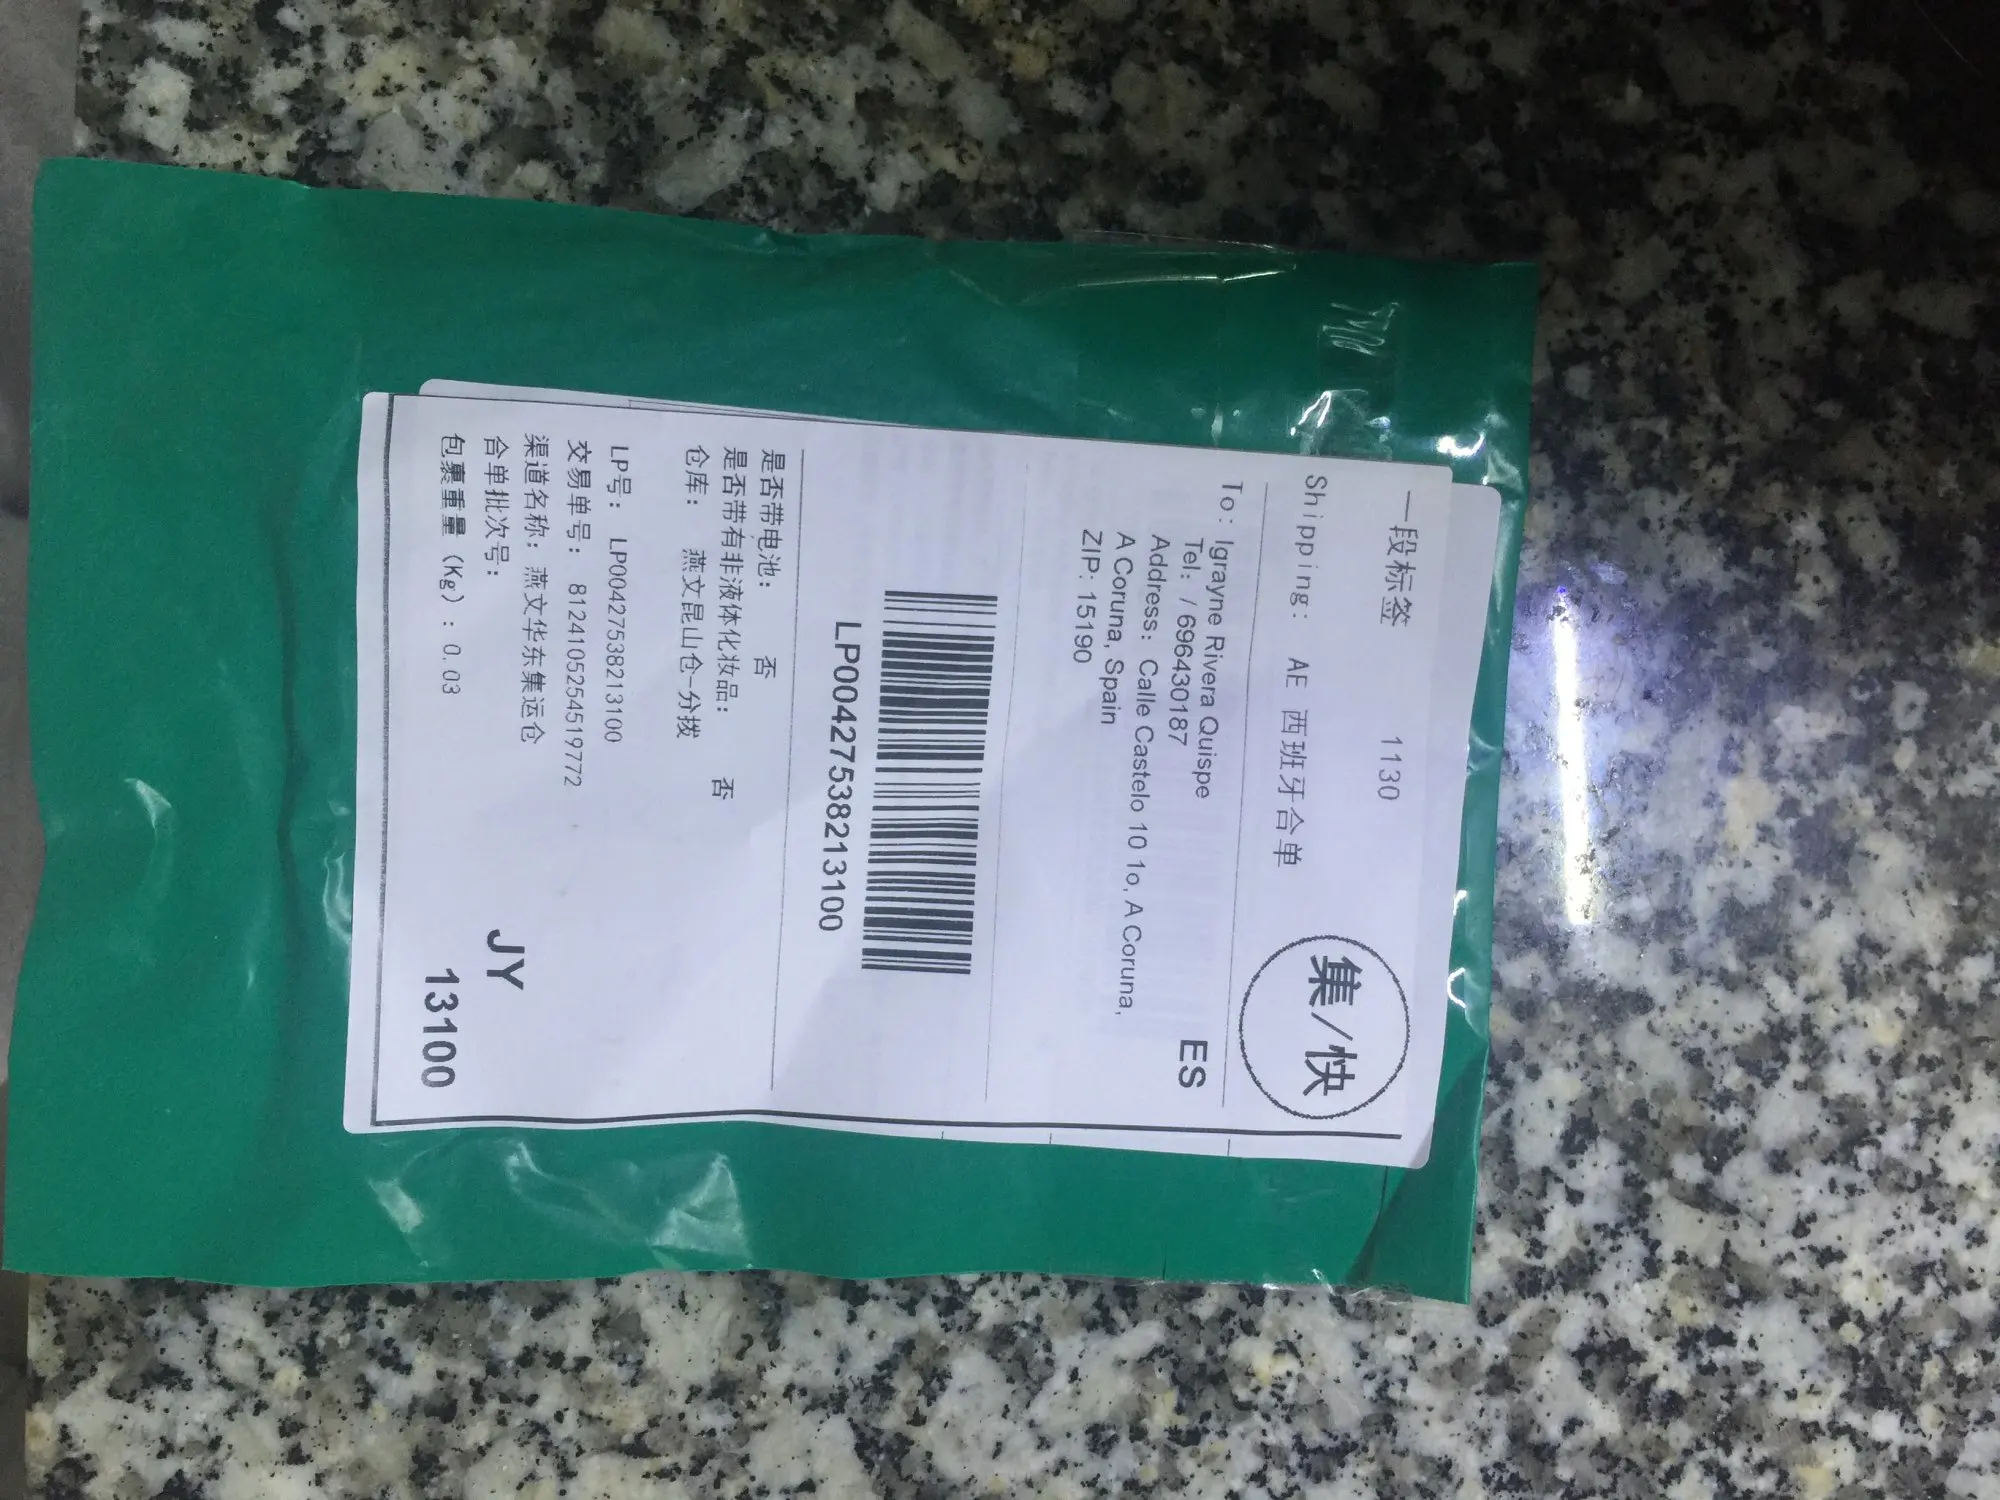 一段标签 1130
集/快
Shipping: AE 西班牙合单
To: Igrayne Rivera Quispe
Tel: / 696430187
ES
Address: Calle Castelo 10 1o, A Coruna,
A Coruna, Spain
ZIP: 15190
LP00427538213100
是否带电池: 否
是否带有非液体化妆品: 否
仓库: 燕文昆山仓-分拨
LP号: LP00427538213100
交易单号: 8124105254519772
渠道名称: 燕文华东集运仓
合单批次号:
JY
包裹重量 (Kg) : 0.03
13100